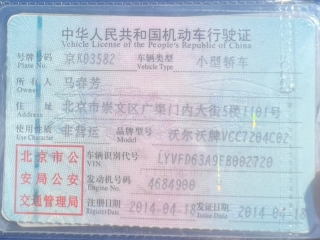 中华人民共和国机动车行驶证
Vehicle License of the People's Republic of China
号牌号码 京K03582 车辆类型 小型轿车
Plate No. Vehicle Type
所有人 马春芳
Owner
住址 北京市崇文区广渠门内大街5楼1101号
Address
使用性质 非营运 品牌型号 沃尔沃牌VCC7204C02
Use Character Model
北京市公安局公安交通管理局
车辆识别代号 LYVFD63A9EB002720
VIN
发动机号码 4684900
Engine No.
注册日期 2014-04-18 发证日期 2014-04-18
Register Date Issue Date